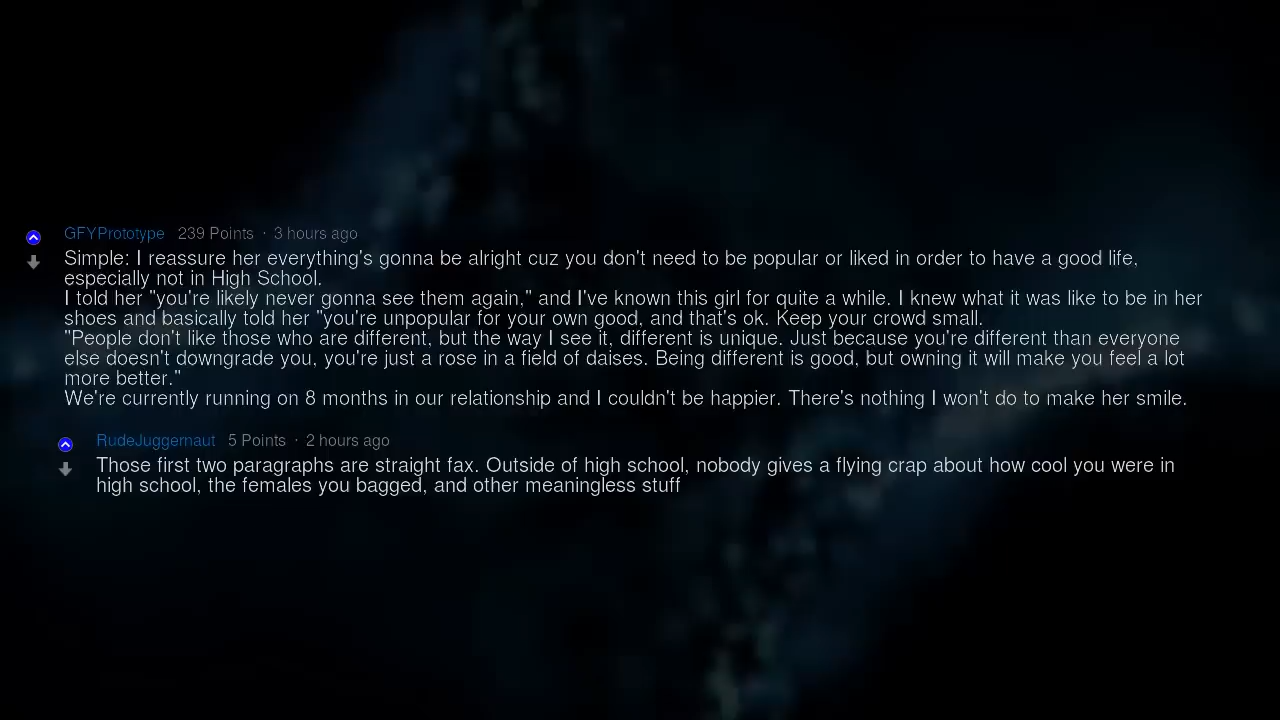 GFYPrototype 239 Points · 3 hours ago
Simple: I reassure her everything's gonna be alright cuz you don't need to be popular or liked in order to have a good life,
especially not in High School.
I told her "you're likely never gonna see them again," and I've known this girl for quite a while. I knew what it was like to be in her
shoes and basically told her "you're unpopular for your own good, and that's ok. Keep your crowd small.
"People don't like those who are different, but the way I see it, different is unique. Just because you're different than everyone
else doesn't downgrade you, you're just a rose in a field of daises. Being different is good, but owning it will make you feel a lot
more better."
We're currently running on 8 months in our relationship and I couldn't be happier. There's nothing I won't do to make her smile.
RudeJuggernaut 5 Points · 2 hours ago
Those first two paragraphs are straight fax. Outside of high school, nobody gives a flying crap about how cool you were in
high school, the females you bagged, and other meaningless stuff